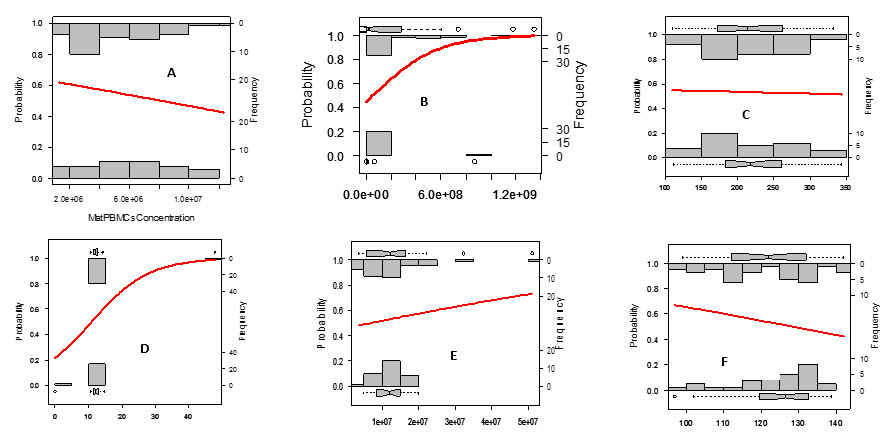 1.0
0.8
0.6
0.4
0.2
0.0
Probability
A
0
10
20
20
10
0
Frequency
2.0e+06
6.0e+06
1.0e+07
MatPBMCs Concentration
1.0
0.8
0.6
0.4
0.2
0.0
Probability
B
0
15
30
30
15
0
Frequency
0.0e+00
6.0e+08
1.2e+09
1.0
0.8
0.6
0.4
0.2
0.0
Probability
C
0
5
10
10
5
0
Frequency
100
150
200
250
300
350
1.0
0.8
0.6
0.4
0.2
0.0
Probability
D
0
20
40
40
20
0
Frequency
0
10
20
30
40
1.0
0.8
0.6
0.4
0.2
0.0
Probability
E
0
10
20
20
10
0
Frequency
1e+07
2e+07
3e+07
4e+07
5e+07
1.0
0.8
0.6
0.4
0.2
0.0
Probability
F
0
5
10
10
5
0
Frequency
100
110
120
130
140